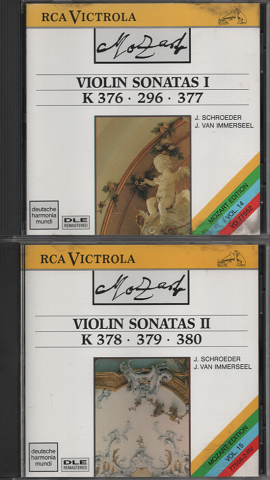 RCA VICTROLA
Mozart
VIOLIN SONATAS I
K 376 · 296 · 377
J. SCHROEDER
J. VAN IMMERSEEL
deutsche
harmonia
mundi
DLE
REMASTERED
MOZART EDITION
VOL. 14
RCA VICTROLA
Mozart
VIOLIN SONATAS II
K 378 · 379 · 380
J. SCHROEDER
J. VAN IMMERSEEL
deutsche
harmonia
mundi
DLE
REMASTERED
MOZART EDITION
VOL. 15